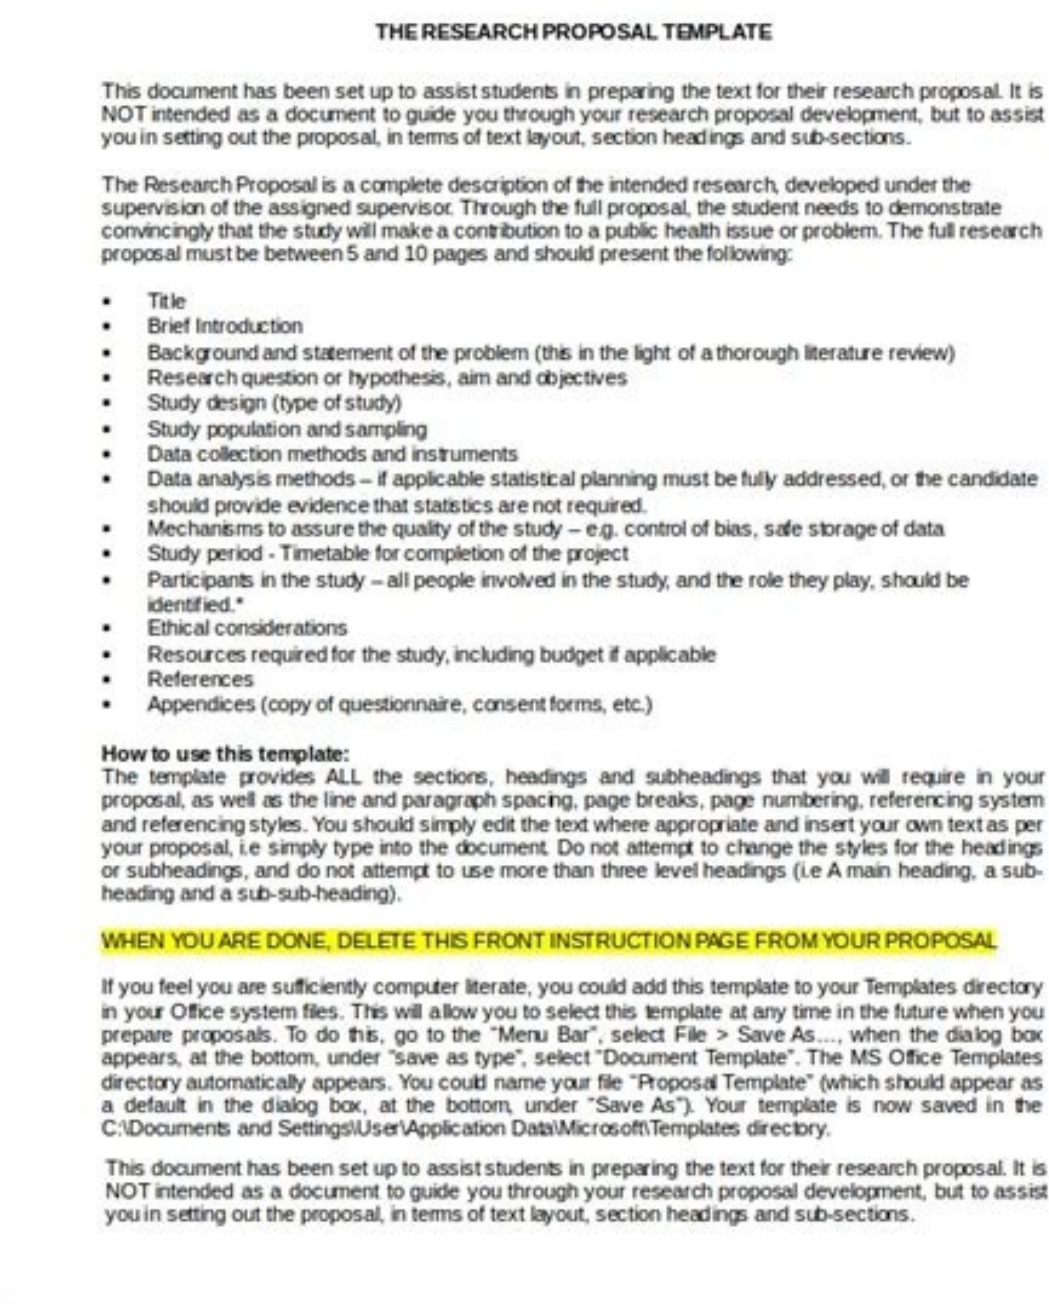 THE RESEARCH PROPOSAL TEMPLATE
This document has been set up to assist students in preparing the text for their research proposal. It is
NOT intended as a document to guide you through your research proposal development, but to assist
you in setting out the proposal, in terms of text layout, section headings and sub-sections.
The Research Proposal is a complete description of the intended research, developed under the
supervision of the assigned supervisor. Through the full proposal, the student needs to demonstrate
convincingly that the study will make a contribution to a public health issue or problem. The full research
proposal must be between 5 and 10 pages and should present the following:
• Title
• Brief Introduction
• Background and statement of the problem (this in the light of a thorough literature review)
• Research question or hypothesis, aim and objectives
• Study design (type of study)
• Study population and sampling
• Data collection methods and instruments
• Data analysis methods – if applicable statistical planning must be fully addressed, or the candidate
should provide evidence that statistics are not required.
• Mechanisms to assure the quality of the study – e.g. control of bias, safe storage of data
• Study period - Timetable for completion of the project
• Participants in the study – all people involved in the study, and the role they play, should be
identified.*
• Ethical considerations
• Resources required for the study, including budget if applicable
• References
• Appendices (copy of questionnaire, consent forms, etc.)
How to use this template:
The template provides ALL the sections, headings and subheadings that you will require in your
proposal, as well as the line and paragraph spacing, page breaks, page numbering, referencing system
and referencing styles. You should simply edit the text where appropriate and insert your own text as per
your proposal, i.e simply type into the document. Do not attempt to change the styles for the headings
or subheadings, and do not attempt to use more than three level headings (i.e A main heading, a sub-
heading and a sub-sub-heading).
WHEN YOU ARE DONE, DELETE THIS FRONT INSTRUCTION PAGE FROM YOUR PROPOSAL
If you feel you are sufficiently computer literate, you could add this template to your Templates directory
in your Office system files. This will allow you to select this template at any time in the future when you
prepare proposals. To do this, go to the “Menu Bar”, select File > Save As…, when the dialog box
appears, at the bottom, under “save as type”, select “Document Template”. The MS Office Templates
directory automatically appears. You could name your file “Proposal Template” (which should appear as
a default in the dialog box, at the bottom, under “Save As”). Your template is now saved in the
C:\Documents and Settings\User\Application Data\Microsoft\Templates directory.
This document has been set up to assist students in preparing the text for their research proposal. It is
NOT intended as a document to guide you through your research proposal development, but to assist
you in setting out the proposal, in terms of text layout, section headings and sub-sections.